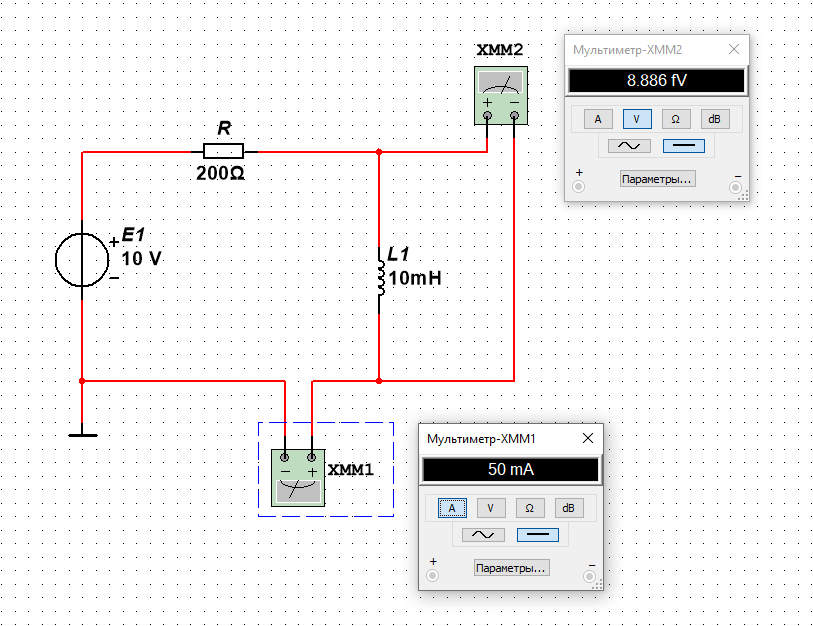 XMM2
+ −
R
200Ω
E1
+
10 V
−
L1
10mH
− +
XMM1
Мультиметр-XMM2
8.886 fV
A V Ω dB
+ −
Параметры...
Мультиметр-XMM1
50 mA
A V Ω dB
+ −
Параметры...